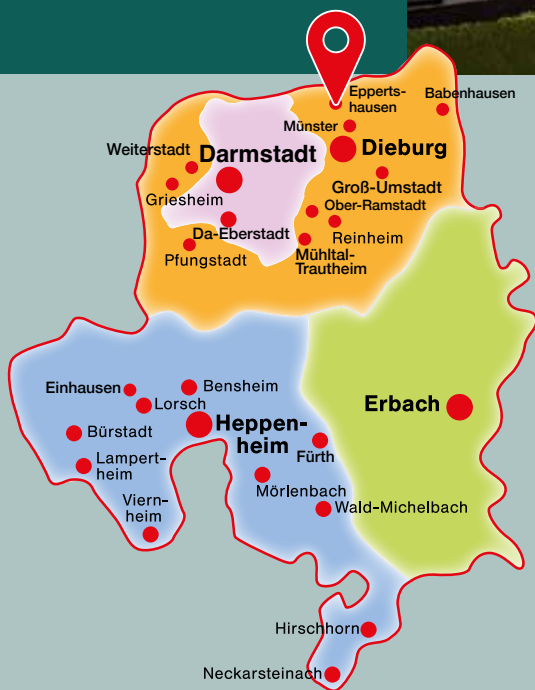 Epperts-
hausen
Babenhausen
Münster
Weiterstadt
Darmstadt
Dieburg
Groß-Umstadt
Griesheim
Ober-Ramstadt
Da-Eberstadt
Reinheim
Pfungstadt
Mühltal-
Trautheim
Einhausen
Bensheim
Lorsch
Erbach
Heppen-
heim
Bürstadt
Fürth
Lampert-
heim
Mörlenbach
Viern-
heim
Wald-Michelbach
Hirschhorn
Neckarsteinach